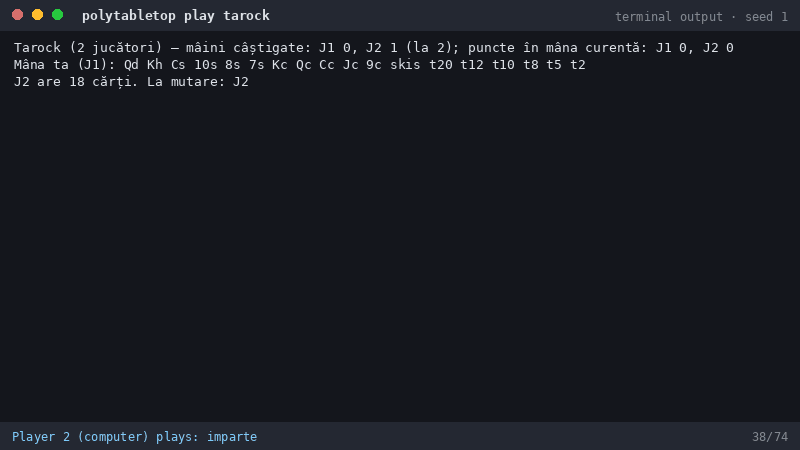 polytabletop play tarock
terminal output · seed 1
Tarock (2 jucători) — mâini câștigate: J1 0, J2 1 (la 2); puncte în mâna curentă: J1 0, J2 0
Mâna ta (J1): Qd Kh Cs 10s 8s 7s Kc Qc Cc Jc 9c skis t20 t12 t10 t8 t5 t2
J2 are 18 cărți. La mutare: J2
Player 2 (computer) plays: imparte
38/74